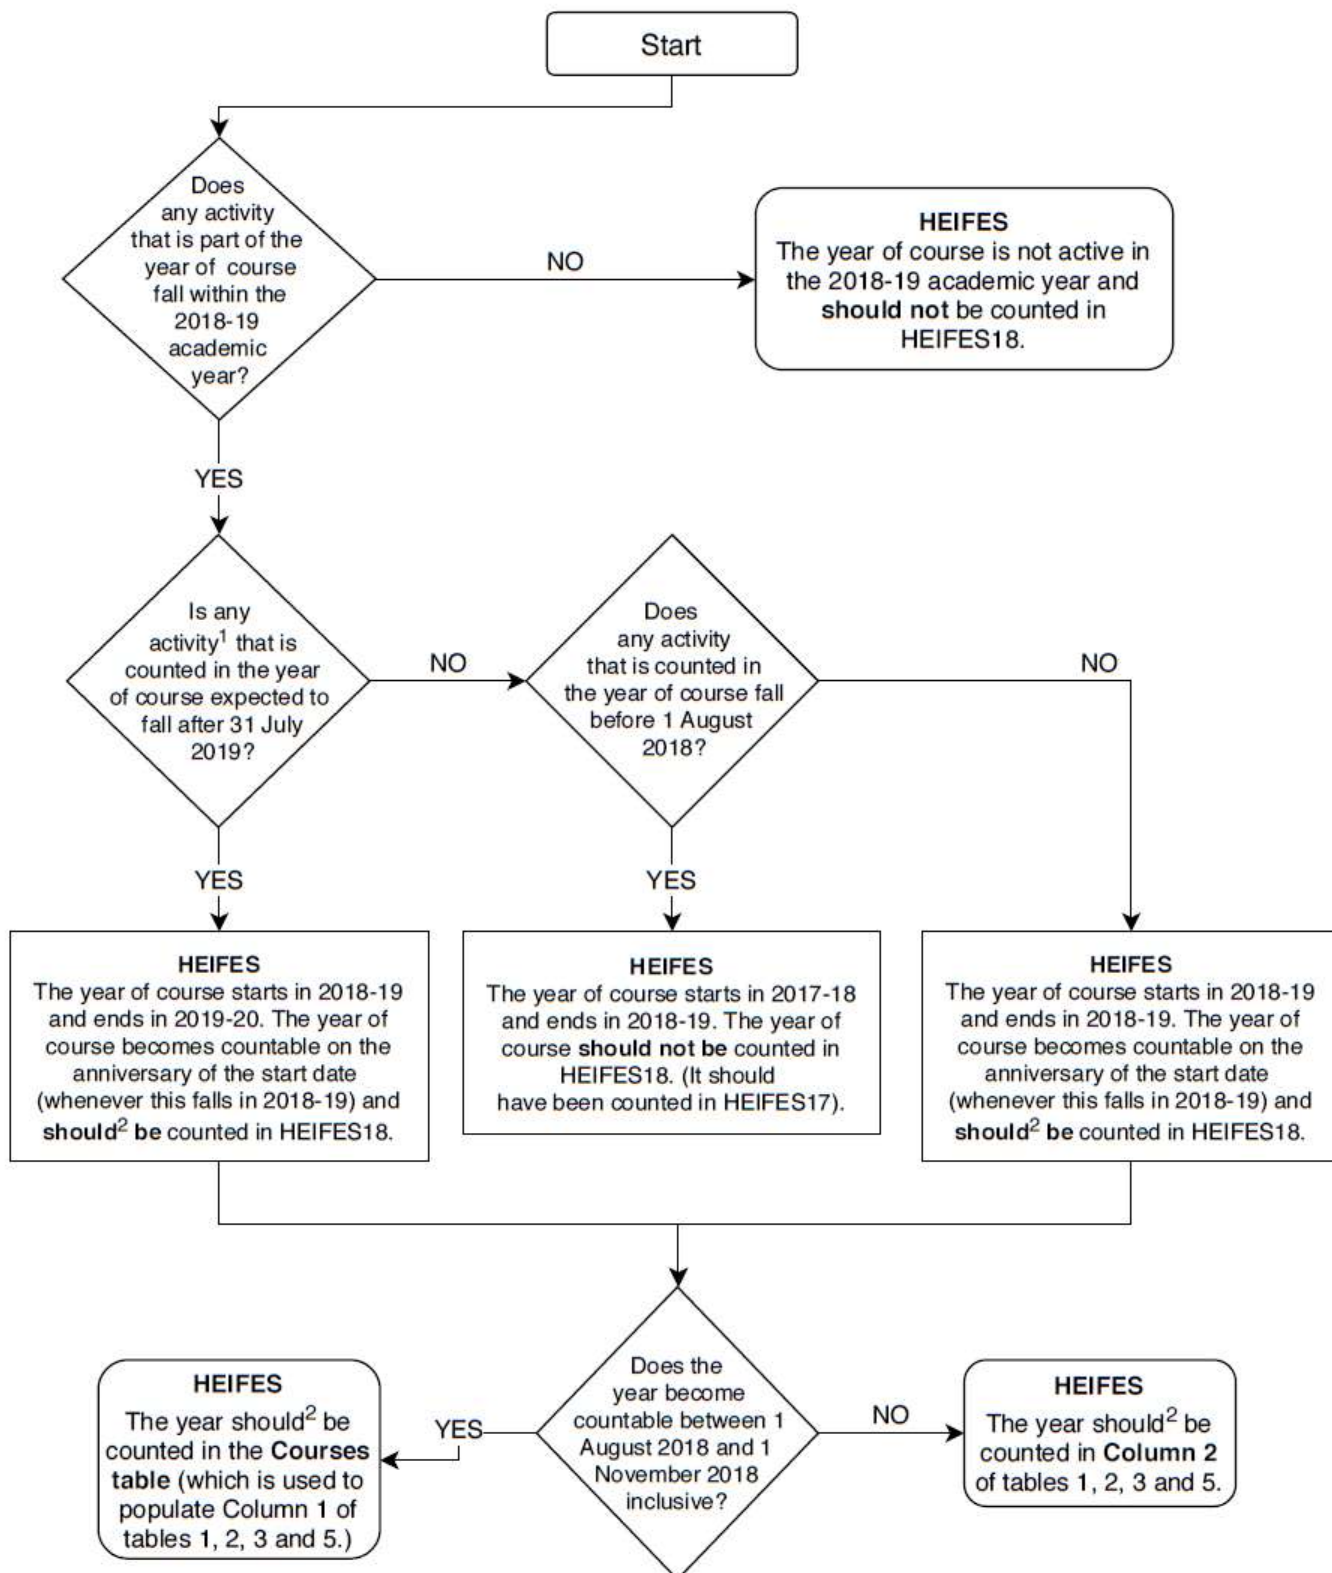 Start
Does
any activity
that is part of the
year of course
fall within the
2018-19
academic
year?
NO
HEIFES
The year of course is not active in
the 2018-19 academic year and
should not be counted in
HEIFES18.
YES
Is any
activity¹ that is
counted in the year
of course expected to
fall after 31 July
2019?
NO
Does
any activity
that is counted in
the year of course fall
before 1 August
2018?
NO
YES
YES
HEIFES
The year of course starts in 2018-19
and ends in 2019-20. The year of
course becomes countable on the
anniversary of the start date
(whenever this falls in 2018-19) and
should² be counted in HEIFES18.
HEIFES
The year of course starts in 2017-18
and ends in 2018-19. The year of
course should not be counted in
HEIFES18. (It should
have been counted in HEIFES17).
HEIFES
The year of course starts in 2018-19
and ends in 2018-19. The year of
course becomes countable on the
anniversary of the start date
(whenever this falls in 2018-19) and
should² be counted in HEIFES18.
Does the
year become
countable between 1
August 2018 and 1
November 2018
inclusive?
YES
HEIFES
The year should² be
counted in the Courses
table (which is used to
populate Column 1 of
tables 1, 2, 3 and 5.)
NO
HEIFES
The year should² be
counted in Column 2
of tables 1, 2, 3 and 5.